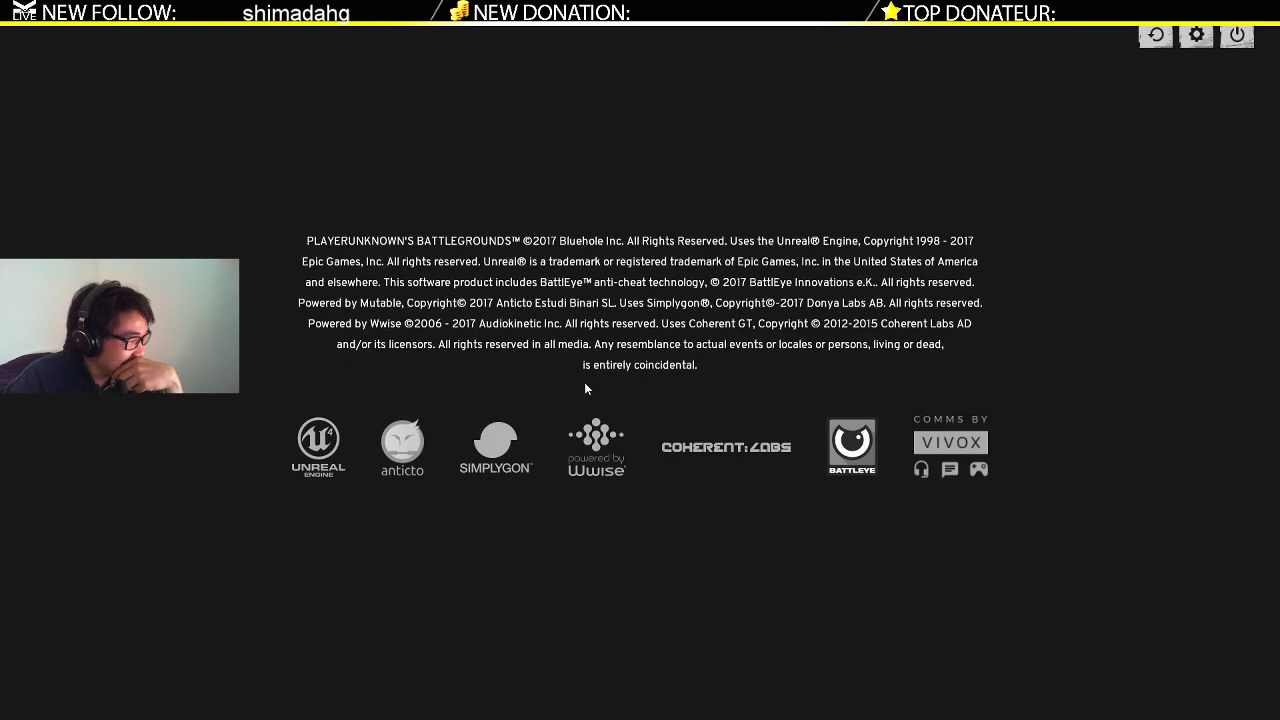 LIVE NEW FOLLOW: shimadahg NEW DONATION: TOP DONATEUR:
PLAYERUNKNOWN'S BATTLEGROUNDS™ ©2017 Bluehole Inc. All Rights Reserved. Uses the Unreal® Engine, Copyright 1998 - 2017
Epic Games, Inc. All rights reserved. Unreal® is a trademark or registered trademark of Epic Games, Inc. in the United States of America
and elsewhere. This software product includes BattlEye™ anti-cheat technology, © 2017 BattlEye Innovations e.K.. All rights reserved.
Powered by Mutable, Copyright© 2017 Anticto Estudi Binari SL. Uses Simplygon®, Copyright©-2017 Donya Labs AB. All rights reserved.
Powered by Wwise ©2006 - 2017 Audiokinetic Inc. All rights reserved. Uses Coherent GT, Copyright © 2012-2015 Coherent Labs AD
and/or its licensors. All rights reserved in all media. Any resemblance to actual events or locales or persons, living or dead,
is entirely coincidental.
UNREAL
ENGINE
4
anticto
SIMPLYGON
powered by
Wwise
COHERENT:LABS
BATTLEYE
COMMS BY
VIVOX